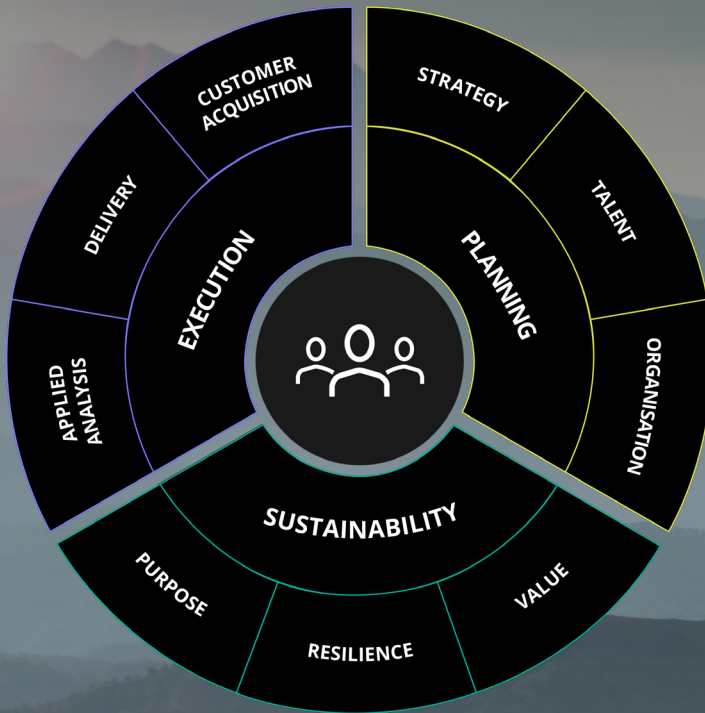 CUSTOMER
ACQUISITION
STRATEGY
DELIVERY
TALENT
EXECUTION
PLANNING
APPLIED
ANALYSIS
ORGANISATION
SUSTAINABILITY
PURPOSE
VALUE
RESILIENCE